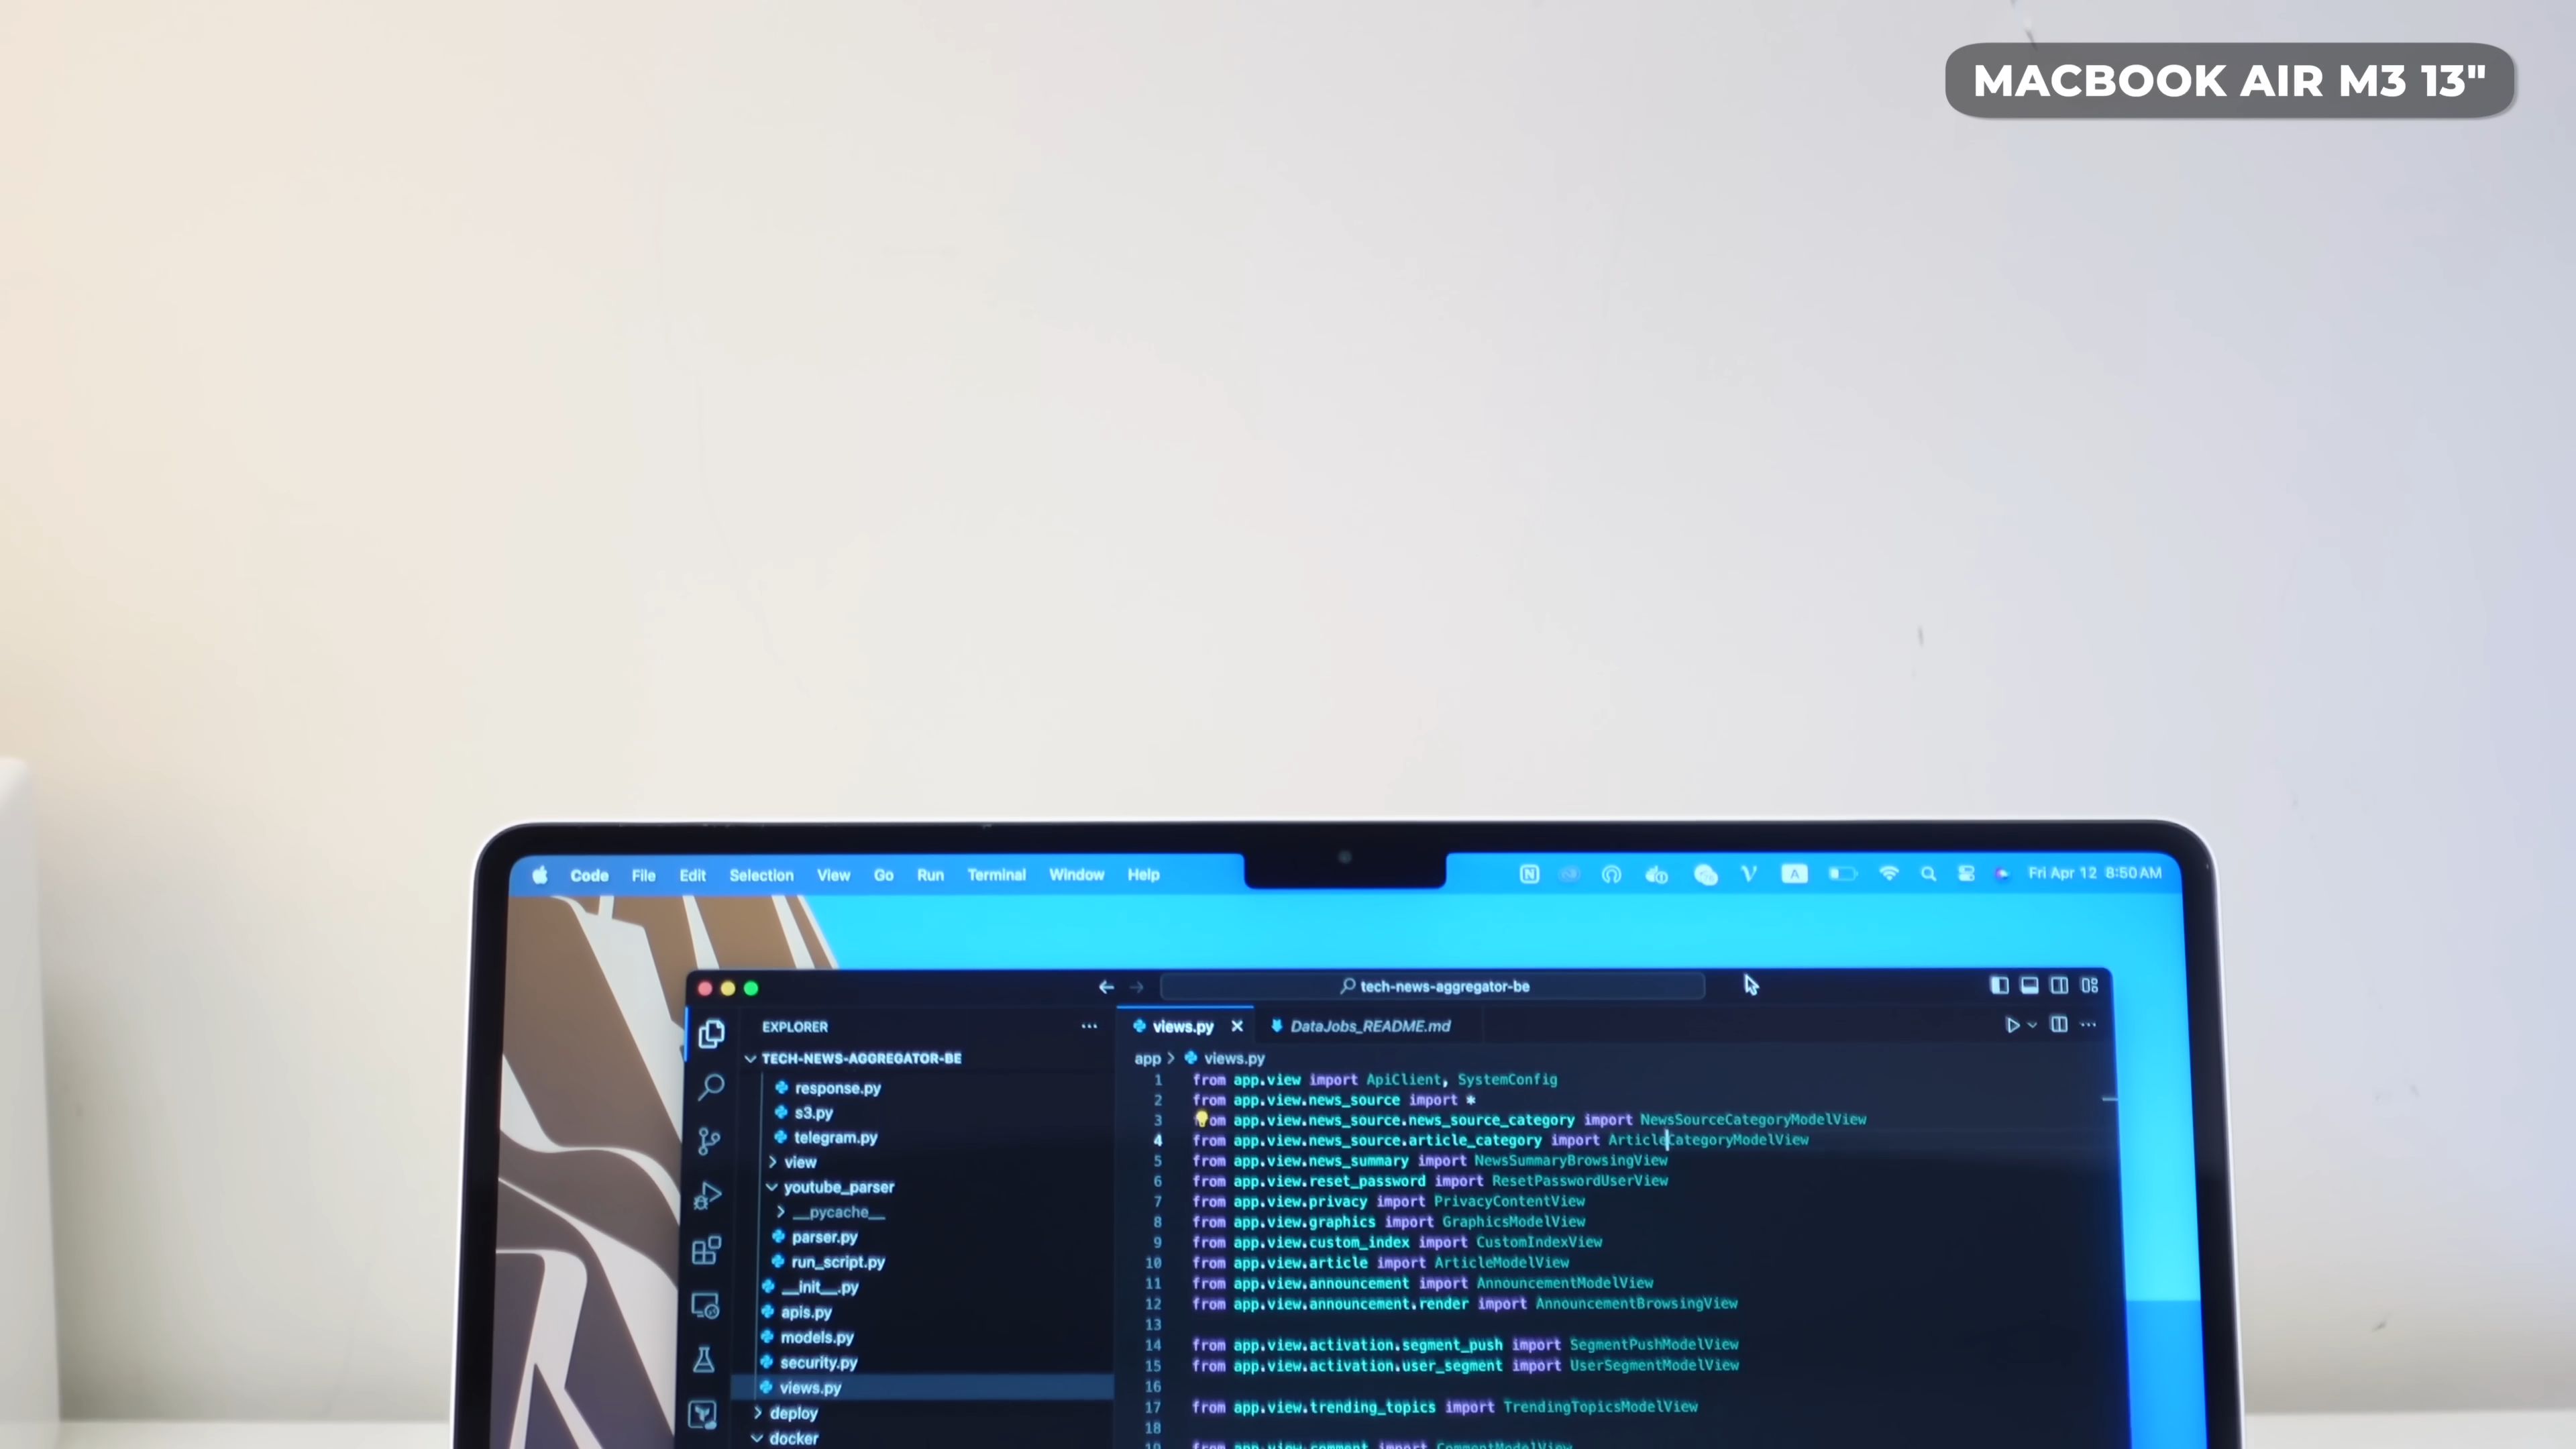 MACBOOK AIR M3 13"
Code File Edit Selection View Go Run Terminal Window Help
A
Fri Apr 12 8:50 AM
tech-news-aggregator-be
EXPLORER
views.py
DataJobs_README.md
TECH-NEWS-AGGREGATOR-BE
app > views.py
response.py
s3.py
telegram.py
view
youtube_parser
__pycache__
parser.py
run_script.py
__init__.py
apis.py
models.py
security.py
views.py
deploy
docker
1 from app.view import ApiClient, SystemConfig
2 from app.view.news_source import *
3 om app.view.news_source.news_source_category import NewsSourceCategoryModelView
4 from app.view.news_source.article_category import ArticleCategoryModelView
5 from app.view.news_summary import NewsSummaryBrowsingView
6 from app.view.reset_password import ResetPasswordUserView
7 from app.view.privacy import PrivacyContentView
8 from app.view.graphics import GraphicsModelView
9 from app.view.custom_index import CustomIndexView
10 from app.view.article import ArticleModelView
11 from app.view.announcement import AnnouncementModelView
12 from app.view.announcement.render import AnnouncementBrowsingView
13
14 from app.view.activation.segment_push import SegmentPushModelView
15 from app.view.activation.user_segment import UserSegmentModelView
16
17 from app.view.trending_topics import TrendingTopicsModelView
18